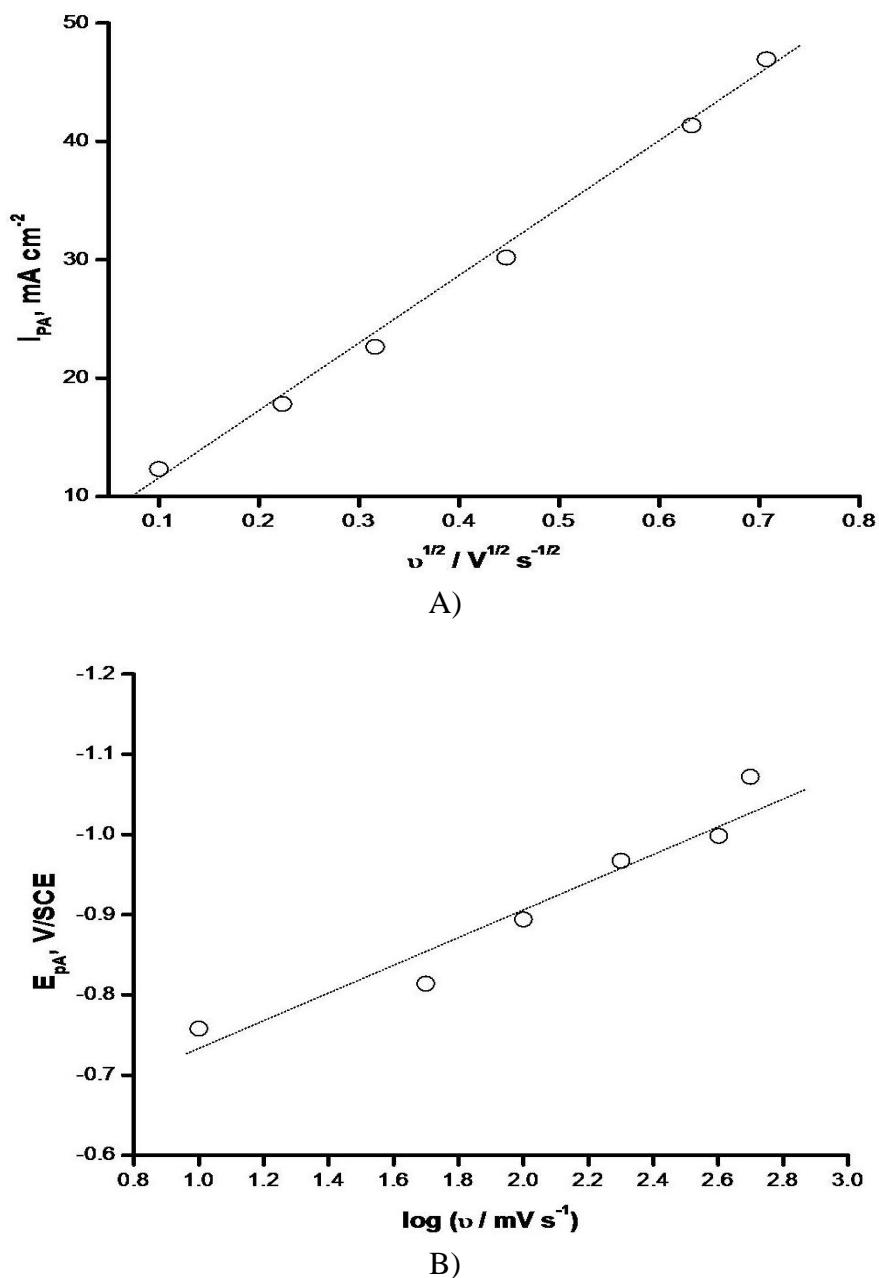 50
40
30
20
10
I_PA, mA cm⁻²
0.1 0.2 0.3 0.4 0.5 0.6 0.7 0.8
υ^1/2 / V^1/2 s^-1/2
A)
-1.2
-1.1
-1.0
-0.9
-0.8
-0.7
-0.6
E_pA, V/SCE
0.8 1.0 1.2 1.4 1.6 1.8 2.0 2.2 2.4 2.6 2.8 3.0
log (υ / mV s⁻¹)
B)